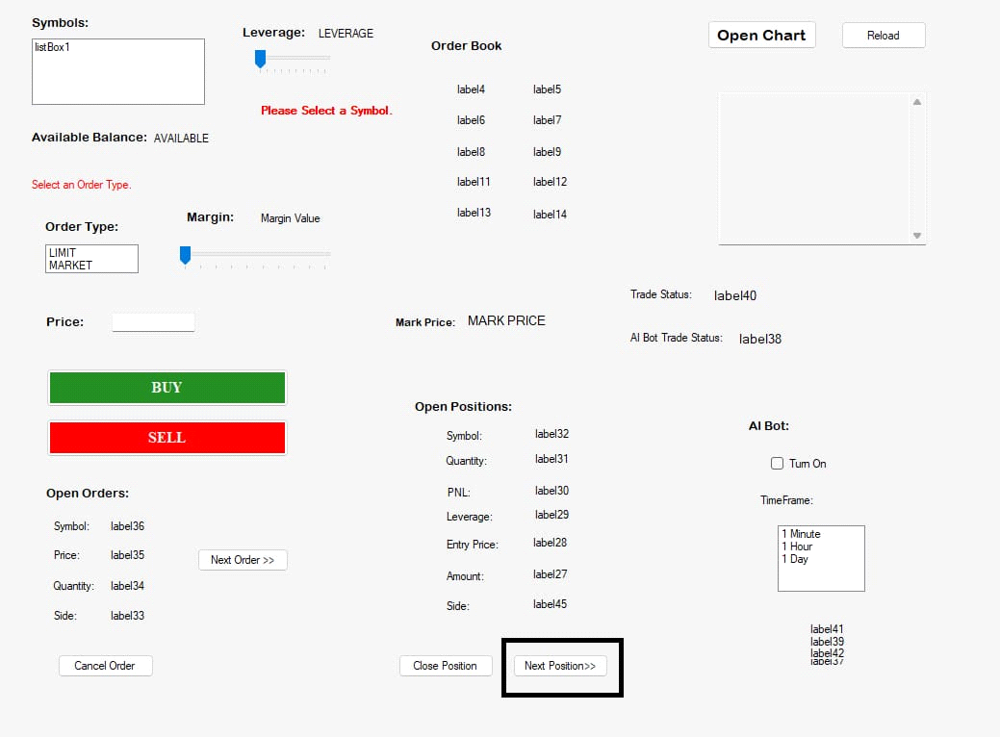 Symbols:
listBox1
Leverage: LEVERAGE
Order Book
Open Chart
Reload
Please Select a Symbol.
label4 label5
label6 label7
label8 label9
label11 label12
label13 label14
Available Balance: AVAILABLE
Select an Order Type.
Order Type:
LIMIT
MARKET
Margin: Margin Value
Price:
Mark Price: MARK PRICE
Trade Status: label40
AI Bot Trade Status: label38
BUY
SELL
Open Orders:
Symbol: label36
Price: label35
Quantity: label34
Side: label33
Next Order >>
Cancel Order
Open Positions:
Symbol: label32
Quantity: label31
PNL: label30
Leverage: label29
Entry Price: label28
Amount: label27
Side: label45
Close Position
Next Position>>
AI Bot:
Turn On
TimeFrame:
1 Minute
1 Hour
1 Day
label41
label39
label42
label37